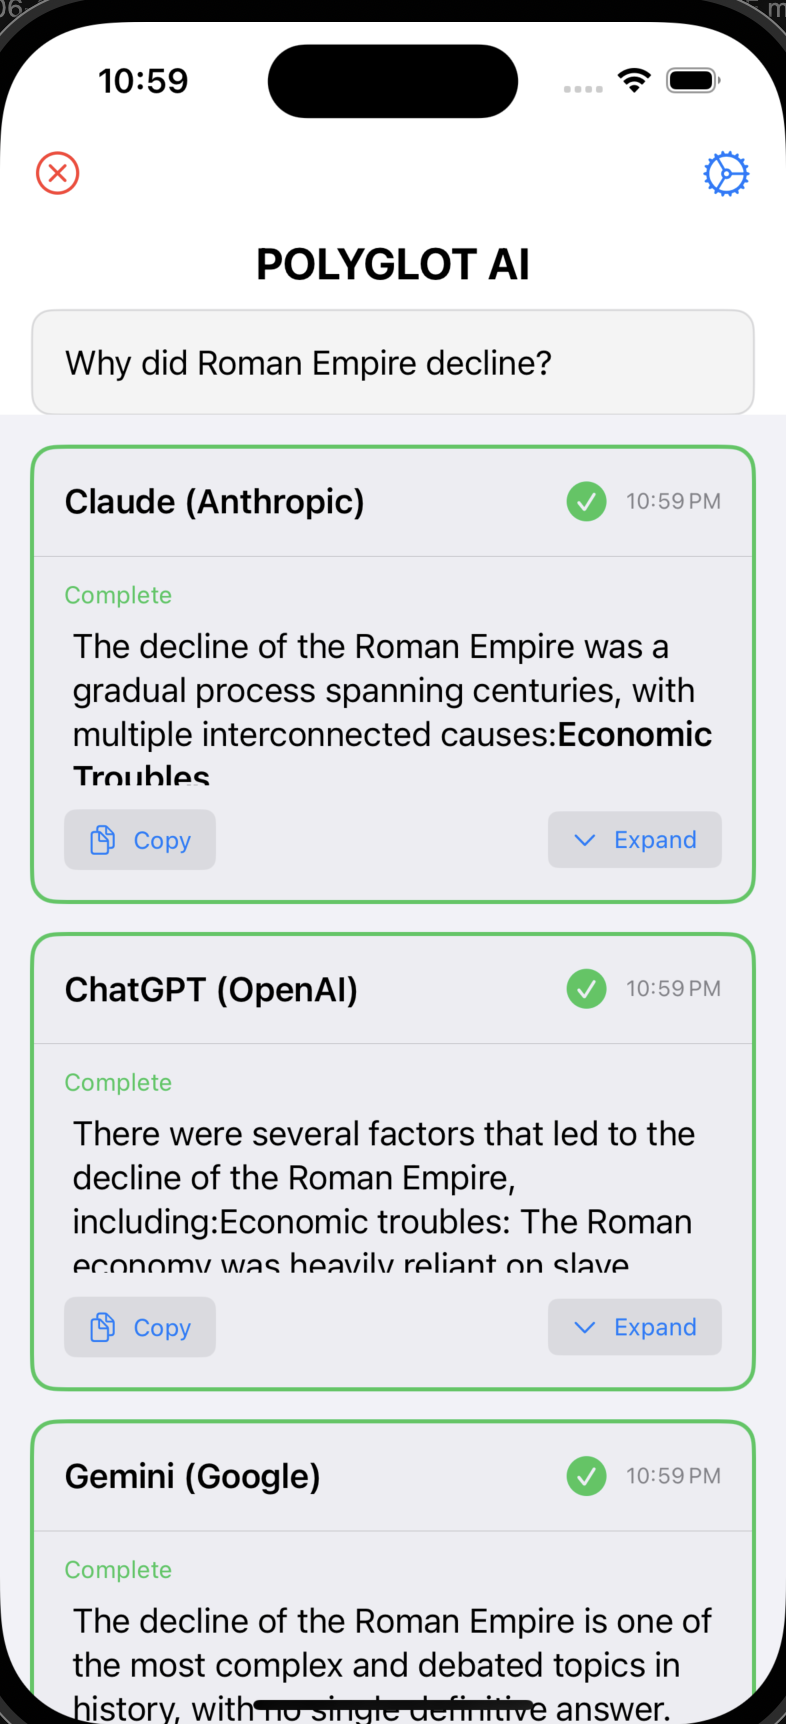 10:59
POLYGLOT AI
Why did Roman Empire decline?
Claude (Anthropic)
10:59 PM
Complete
The decline of the Roman Empire was a
gradual process spanning centuries, with
multiple interconnected causes:Economic
Troubles
Copy
Expand
ChatGPT (OpenAI)
10:59 PM
Complete
There were several factors that led to the
decline of the Roman Empire,
including:Economic troubles: The Roman
economy was heavily reliant on slave
Copy
Expand
Gemini (Google)
10:59 PM
Complete
The decline of the Roman Empire is one of
the most complex and debated topics in
history, with no single definitive answer.